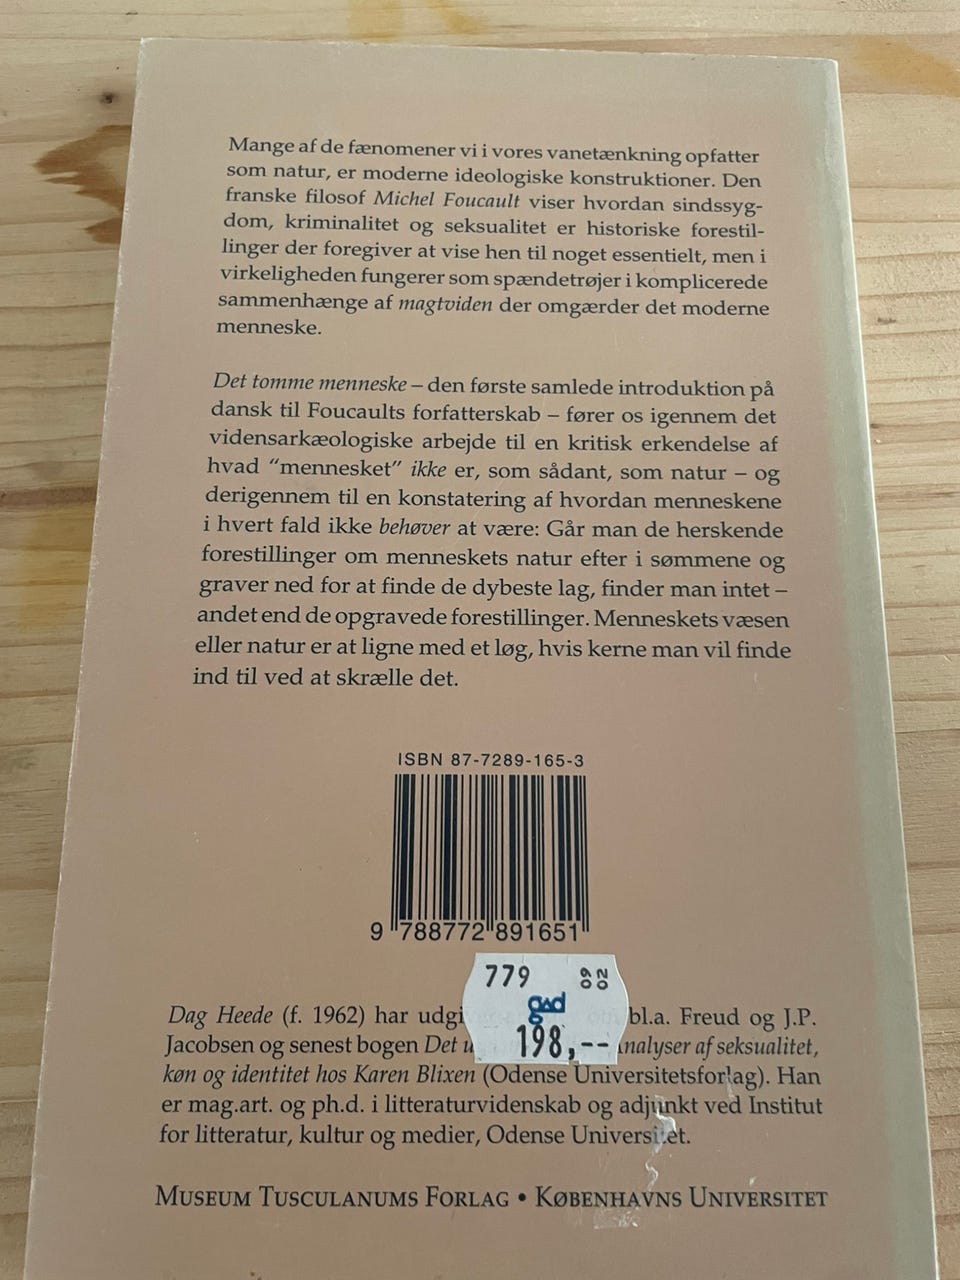 Mange af de fænomener vi i vores vanetænkning opfatter
som natur, er moderne ideologiske konstruktioner. Den
franske filosof Michel Foucault viser hvordan sindssyg-
dom, kriminalitet og seksualitet er historiske forestil-
linger der foregiver at vise hen til noget essentielt, men i
virkeligheden fungerer som spændetrøjer i komplicerede
sammenhænge af magtviden der omgærder det moderne
menneske.
Det tomme menneske – den første samlede introduktion på
dansk til Foucaults forfatterskab – fører os igennem det
vidensarkæologiske arbejde til en kritisk erkendelse af
hvad "mennesket" ikke er, som sådant, som natur – og
derigennem til en konstatering af hvordan menneskene
i hvert fald ikke behøver at være: Går man de herskende
forestillinger om menneskets natur efter i sømmene og
graver ned for at finde de dybeste lag, finder man intet –
andet end de opgravede forestillinger. Menneskets væsen
eller natur er at ligne med et løg, hvis kerne man vil finde
ind til ved at skrælle det.
ISBN 87-7289-165-3
9 788772 891651
779 09 02
gad
198,--
Dag Heede (f. 1962) har bl.a. Freud og J.P.
Jacobsen og senest bogen Det analyser af seksualitet,
køn og identitet hos Karen Blixen (Odense Universitetsforlag). Han
er mag.art. og ph.d. i litteraturvidenskab og adjunkt ved Institut
for litteratur, kultur og medier, Odense Universitet.
MUSEUM TUSCULANUMS FORLAG • KØBENHAVNS UNIVERSITET